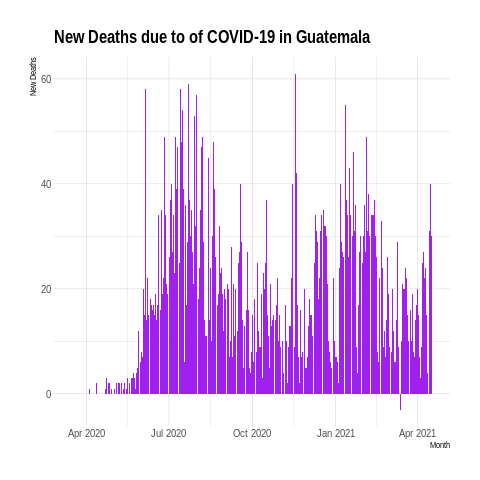 New Deaths due to of COVID-19 in Guatemala
New Deaths
60
40
20
0
Apr 2020
Jul 2020
Oct 2020
Jan 2021
Apr 2021
Month